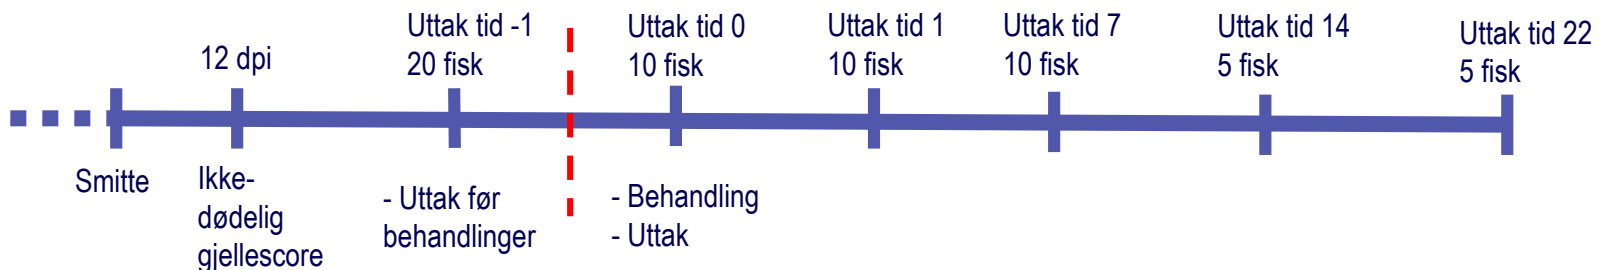 12 dpi
Uttak tid -1
20 fisk
Uttak tid 0
10 fisk
Uttak tid 1
10 fisk
Uttak tid 7
10 fisk
Uttak tid 14
5 fisk
Uttak tid 22
5 fisk
Smitte
Ikke-
dødelig
gjellescore
- Uttak før
behandlinger
- Behandling
- Uttak